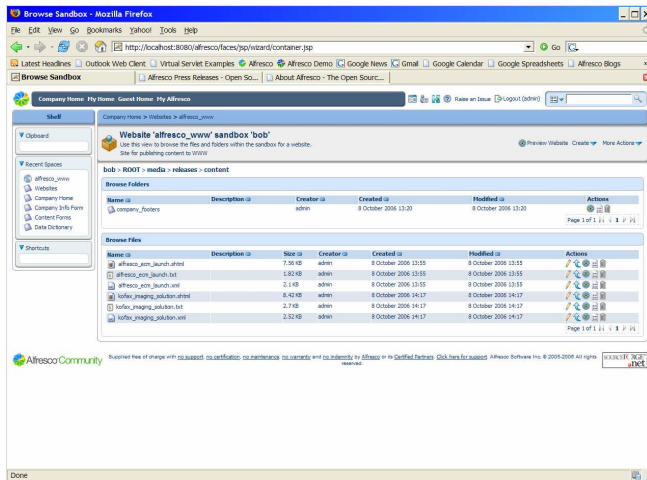 Browse Sandbox - Mozilla Firefox
File Edit View Go Bookmarks Yahoo! Tools Help
http://localhost:8080/alfresco/faces/jsp/wizard/container.jsp Go
Latest Headlines Outlook Web Client Virtual Servlet Examples Alfresco Alfresco Demo Google News Gmail Google Calendar Google Spreadsheets Alfresco Blogs
Browse Sandbox Alfresco Press Releases - Open So... About Alfresco - The Open Sourc...
Company Home My Home Guest Home My Alfresco Raise an Issue Logout (admin)
Shelf
Clipboard
Recent Spaces
alfresco_www
Websites
Company Home
Company Info Form
Content Forms
Data Dictionary
Shortcuts
Company Home > Websites > alfresco_www
Website 'alfresco_www' sandbox 'bob'
Use this view to browse the files and folders within the sandbox for a website.
Site for publishing content to WWW
Preview Website Create More Actions
bob > ROOT > media > releases > content
Browse Folders
Name Description Creator Created Modified Actions
company_footers admin 8 October 2006 13:20 8 October 2006 13:20
Page 1 of 1 1
Browse Files
Name Description Size Creator Created Modified Actions
alfresco_ecm_launch.shtml 7.56 KB admin 8 October 2006 13:55 8 October 2006 13:55
alfresco_ecm_launch.txt 1.82 KB admin 8 October 2006 13:55 8 October 2006 13:55
alfresco_ecm_launch.xml 2.1 KB admin 8 October 2006 13:55 8 October 2006 13:55
kofax_imaging_solution.shtml 8.42 KB admin 8 October 2006 14:17 8 October 2006 14:17
kofax_imaging_solution.txt 2.7 KB admin 8 October 2006 14:17 8 October 2006 14:17
kofax_imaging_solution.xml 2.52 KB admin 8 October 2006 14:17 8 October 2006 14:17
Page 1 of 1 1
Alfresco Community Supplied free of charge with no support, no certification, no maintenance, no warranty and no indemnity by Alfresco or its Certified Partners. Click here for support. Alfresco Software Inc. © 2005-2006 All rights
reserved.
SOURCEFORGE
.net
Done